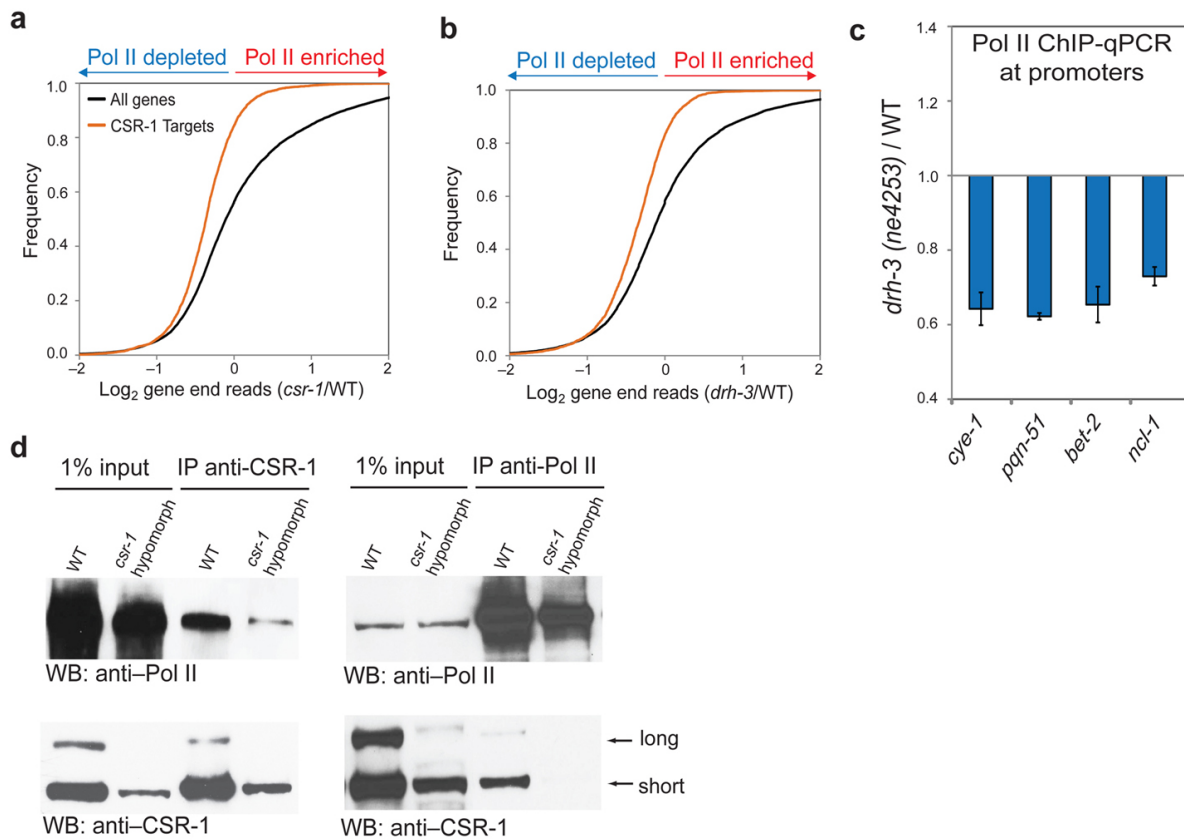 a
Pol II depleted
Pol II enriched
1.0
0.8
0.6
0.4
0.2
0.0
Frequency
All genes
CSR-1 Targets
–2
–1
0
1
2
Log2 gene end reads (csr-1/WT)
b
Pol II depleted
Pol II enriched
1.0
0.8
0.6
0.4
0.2
0.0
Frequency
–2
–1
0
1
2
Log2 gene end reads (drh-3/WT)
c
Pol II ChIP-qPCR
at promoters
1.4
1.2
1.0
0.8
0.6
0.4
drh-3 (ne4253) / WT
cye-1
pqn-51
bet-2
ncl-1
d
1% input
IP anti-CSR-1
WT
csr-1
hypomorph
WT
csr-1
hypomorph
WB: anti–Pol II
WB: anti–CSR-1
1% input
IP anti-Pol II
WT
csr-1
hypomorph
WT
csr-1
hypomorph
WB: anti–Pol II
long
short
WB: anti–CSR-1